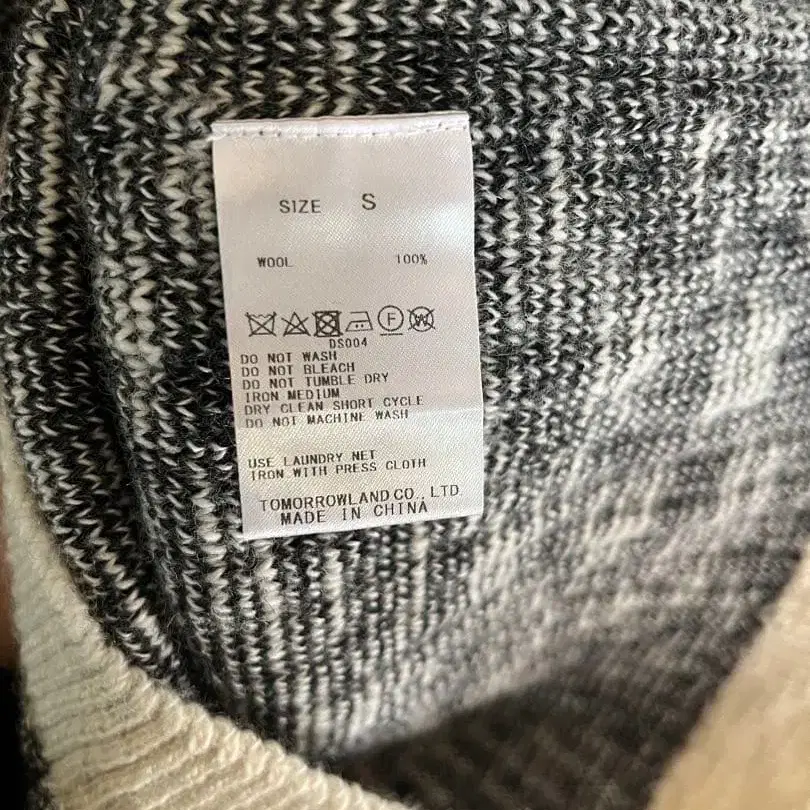 SIZE S
WOOL 100%
F W
DS004
DO NOT WASH
DO NOT BLEACH
DO NOT TUMBLE DRY
IRON MEDIUM
DRY CLEAN SHORT CYCLE
DO NOT MACHINE WASH
USE LAUNDRY NET
IRON WITH PRESS CLOTH
TOMORROWLAND CO., LTD.
MADE IN CHINA